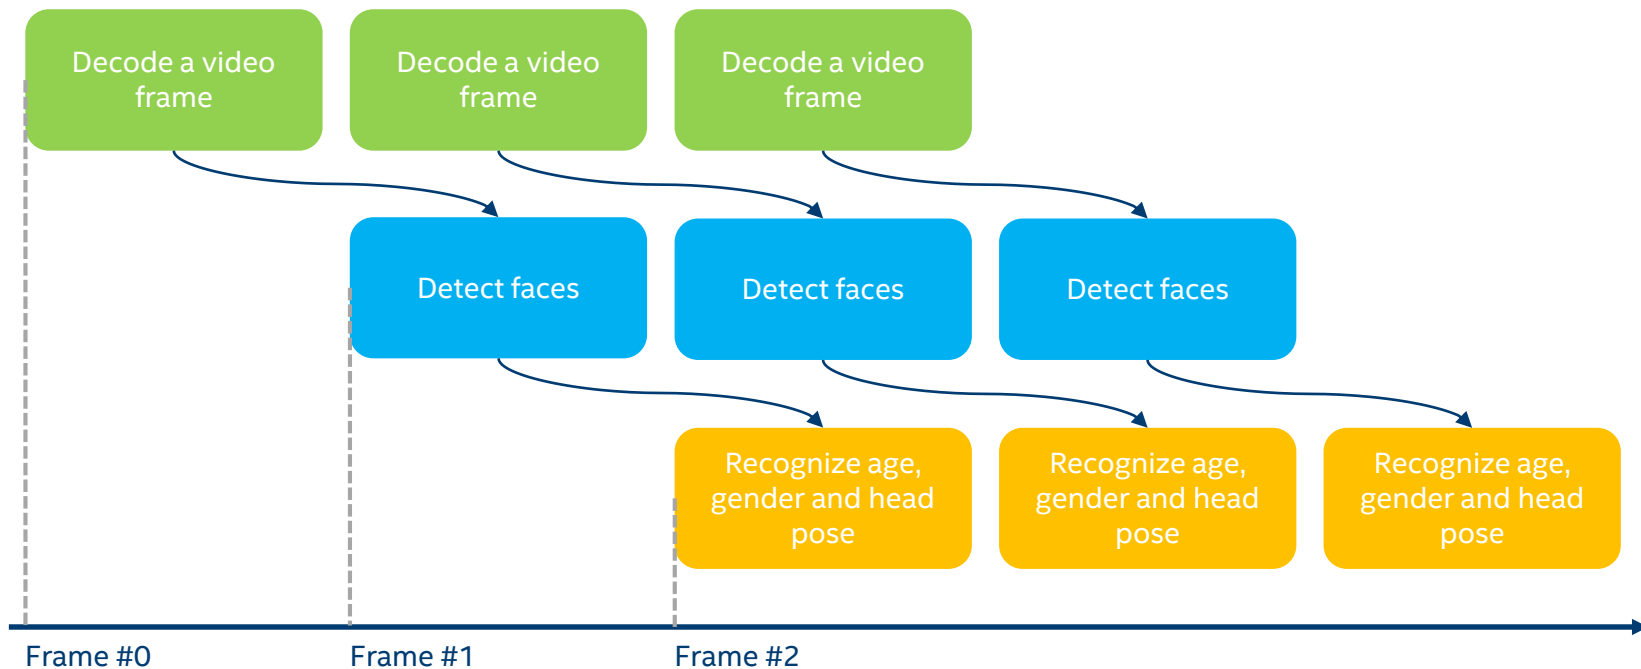 Decode a video
frame
Decode a video
frame
Decode a video
frame
Detect faces
Detect faces
Detect faces
Recognize age,
gender and head
pose
Recognize age,
gender and head
pose
Recognize age,
gender and head
pose
Frame #0
Frame #1
Frame #2